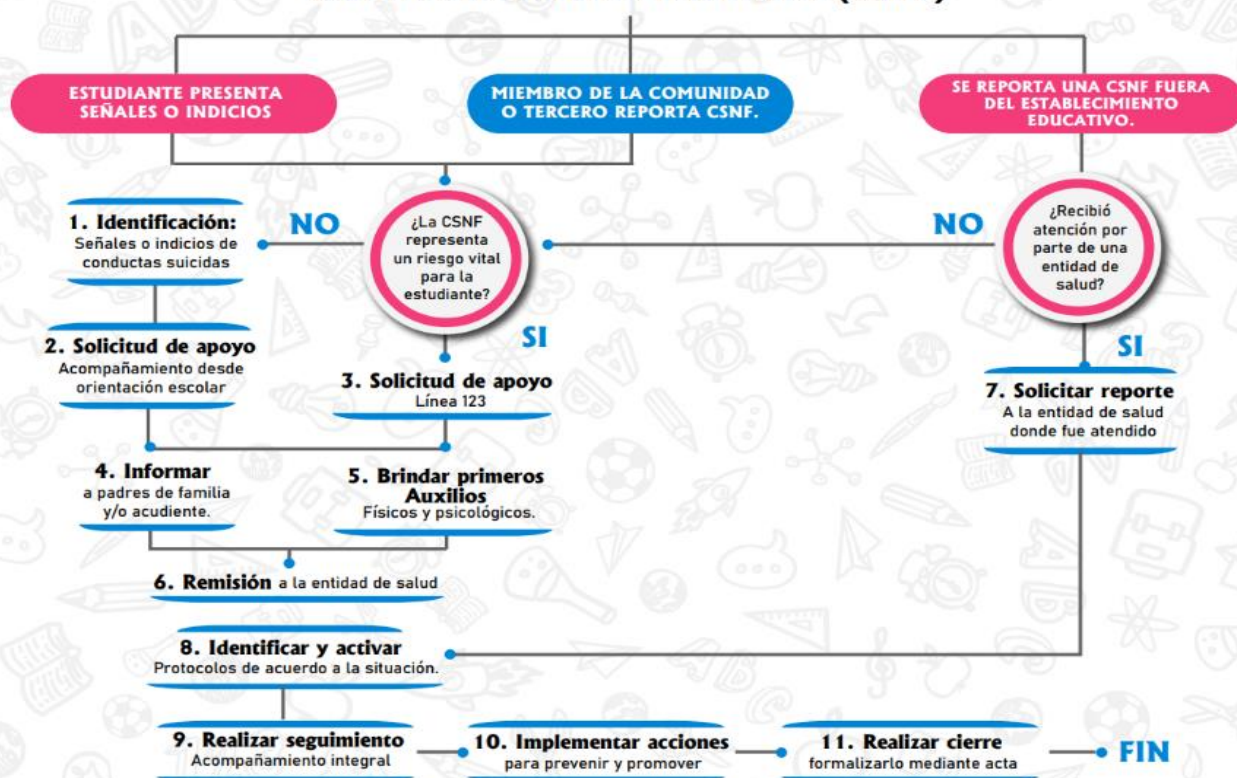 ESTUDIANTE PRESENTA
SEÑALES O INDICIOS
MIEMBRO DE LA COMUNIDAD
O TERCERO REPORTA CSNF.
SE REPORTA UNA CSNF FUERA
DEL ESTABLECIMIENTO
EDUCATIVO.
1. Identificación:
Señales o indicios de
conductas suicidas
NO
¿La CSNF
representa
un riesgo vital
para la
estudiante?
NO
¿Recibió
atención por
parte de una
entidad de
salud?
SI
SI
2. Solicitud de apoyo
Acompañamiento desde
orientación escolar
3. Solicitud de apoyo
Línea 123
7. Solicitar reporte
A la entidad de salud
donde fue atendido
4. Informar
a padres de familia
y/o acudiente.
5. Brindar primeros
Auxilios
Físicos y psicológicos.
6. Remisión a la entidad de salud
8. Identificar y activar
Protocolos de acuerdo a la situación.
9. Realizar seguimiento
Acompañamiento integral
10. Implementar acciones
para prevenir y promover
11. Realizar cierre
formalizarlo mediante acta
FIN